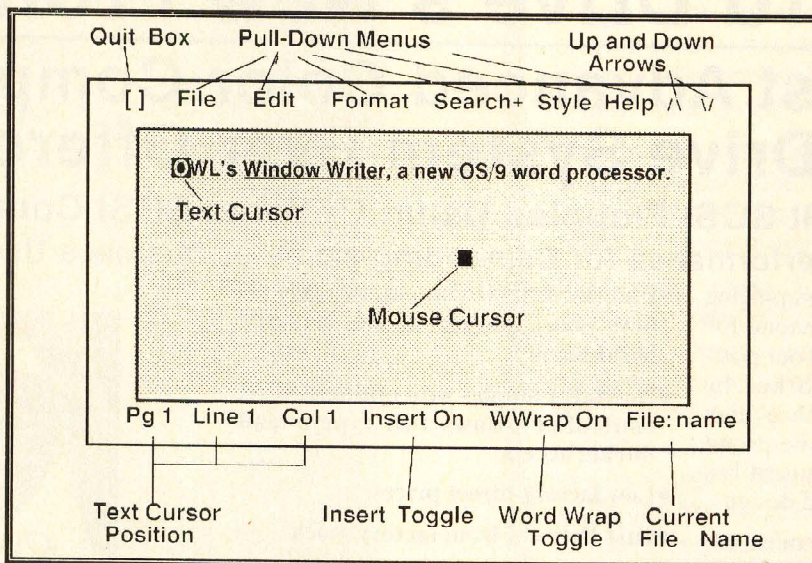 Quit Box Pull-Down Menus Up and Down
Arrows
[ ] File Edit Format Search+ Style Help /\ \/
OWL's Window Writer, a new OS/9 word processor.
Text Cursor
Mouse Cursor
Pg 1 Line 1 Col 1 Insert On WWrap On File: name
Text Cursor
Position
Insert Toggle
Word Wrap
Toggle
Current
File Name